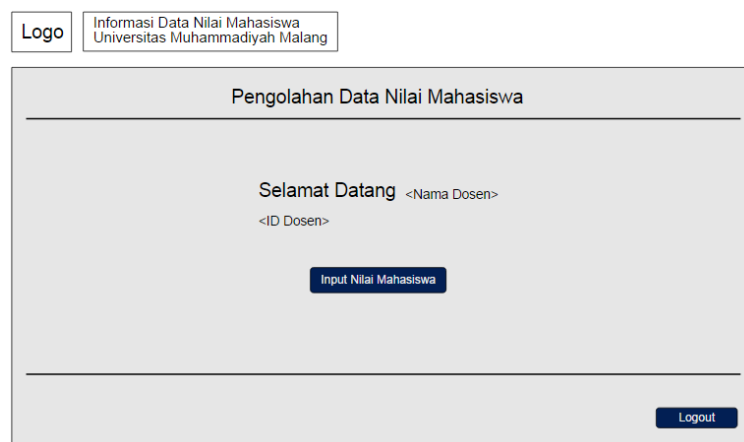 Logo
Informasi Data Nilai Mahasiswa
Universitas Muhammadiyah Malang
Pengolahan Data Nilai Mahasiswa
Selamat Datang <Nama Dosen>
<ID Dosen>
Input Nilai Mahasiswa
Logout